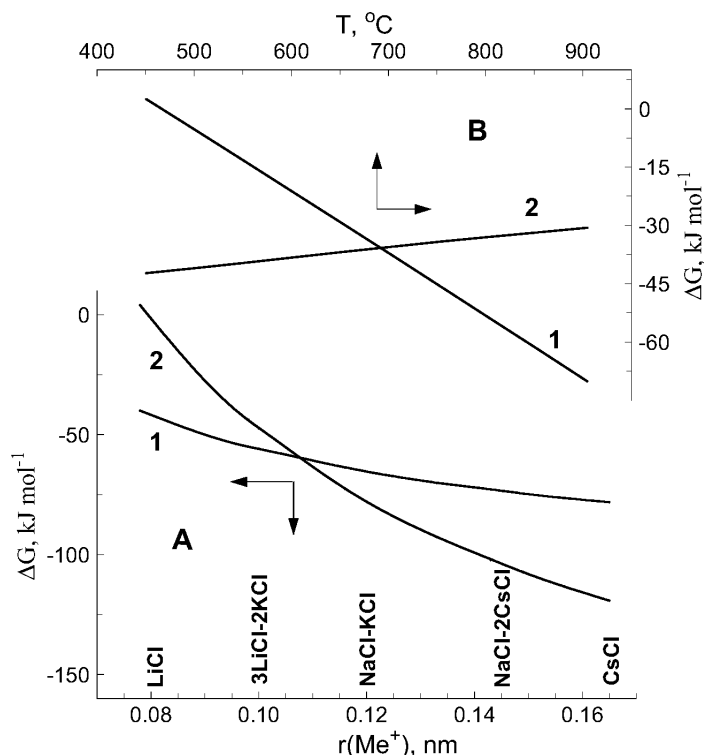 T, °C
400 500 600 700 800 900
0
B
-15
2
-30
ΔG, kJ mol⁻¹
-45
0
1
-60
2
-50
1
ΔG, kJ mol⁻¹
A
-100
-150
LiCl
3LiCl-2KCl
NaCl-KCl
NaCl-2CsCl
CsCl
0.08 0.10 0.12 0.14 0.16
r(Me⁺), nm